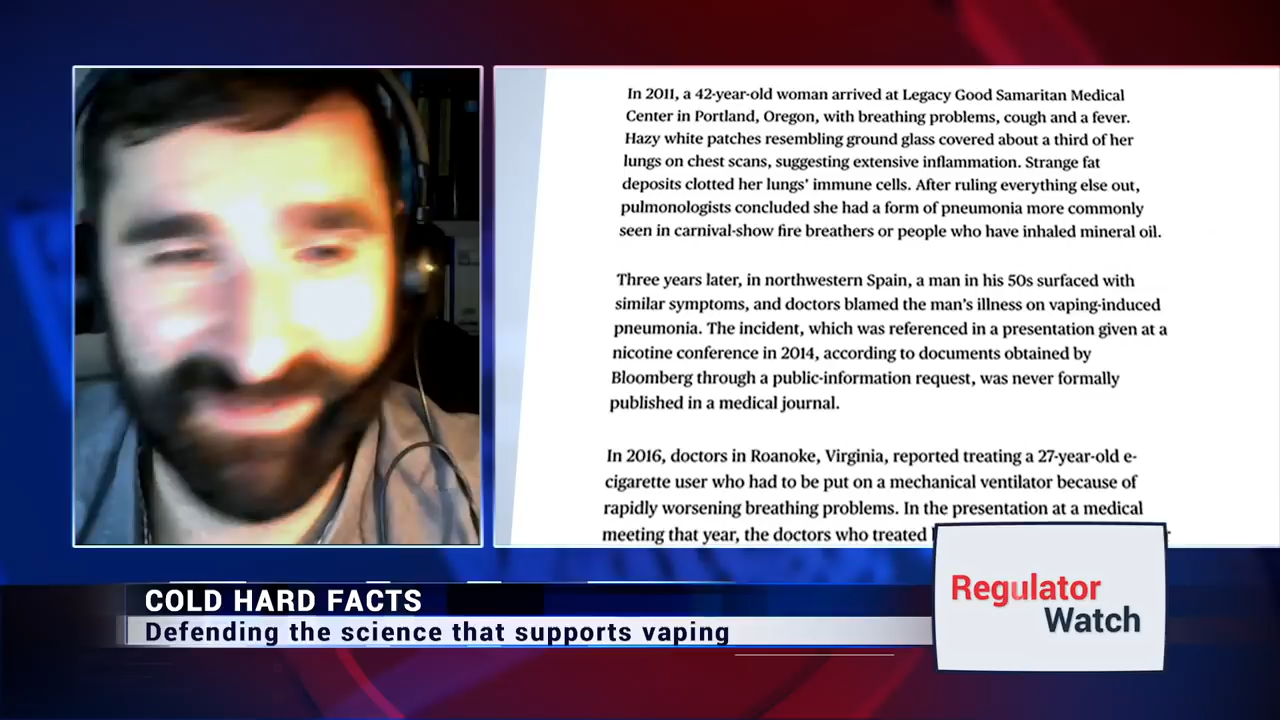 In 2011, a 42-year-old woman arrived at Legacy Good Samaritan Medical
Center in Portland, Oregon, with breathing problems, cough and a fever.
Hazy white patches resembling ground glass covered about a third of her
lungs on chest scans, suggesting extensive inflammation. Strange fat
deposits clotted her lungs' immune cells. After ruling everything else out,
pulmonologists concluded she had a form of pneumonia more commonly
seen in carnival-show fire breathers or people who have inhaled mineral oil.
Three years later, in northwestern Spain, a man in his 50s surfaced with
similar symptoms, and doctors blamed the man's illness on vaping-induced
pneumonia. The incident, which was referenced in a presentation given at a
nicotine conference in 2014, according to documents obtained by
Bloomberg through a public-information request, was never formally
published in a medical journal.
In 2016, doctors in Roanoke, Virginia, reported treating a 27-year-old e-
cigarette user who had to be put on a mechanical ventilator because of
rapidly worsening breathing problems. In the presentation at a medical
meeting that year, the doctors who treated
COLD HARD FACTS
Defending the science that supports vaping
Regulator
Watch